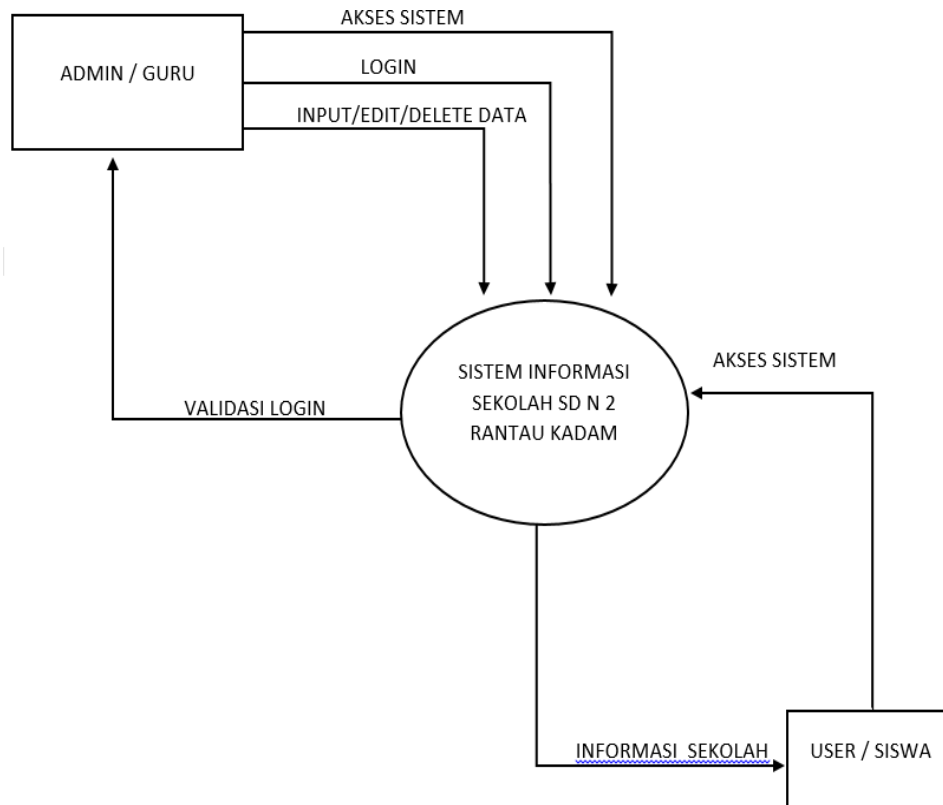 AKSES SISTEM
ADMIN / GURU
LOGIN
INPUT/EDIT/DELETE DATA
SISTEM INFORMASI
SEKOLAH SD N 2
RANTAU KADAM
AKSES SISTEM
VALIDASI LOGIN
INFORMASI SEKOLAH
USER / SISWA